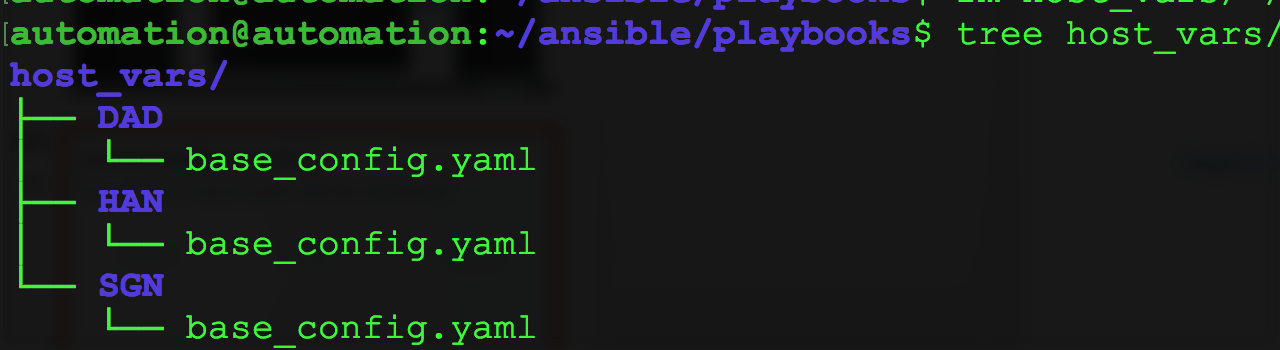 [automation@automation:~/ansible/playbooks$ tree host_vars/
host_vars/
├── DAD
│   └── base_config.yaml
├── HAN
│   └── base_config.yaml
└── SGN
    └── base_config.yaml